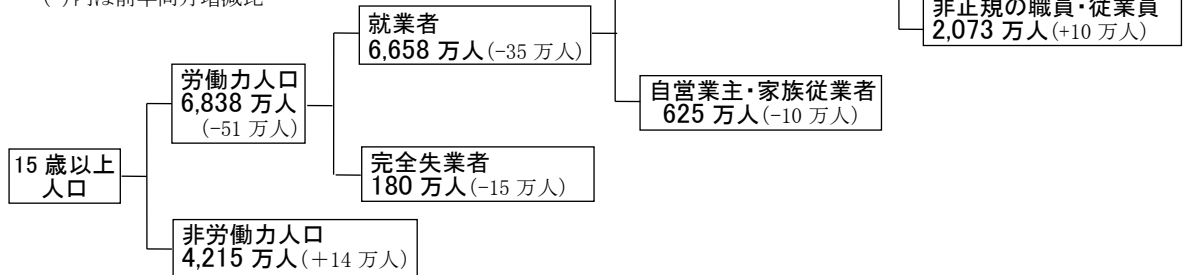 ( )内は前年同月増減比
非正規の職員・従業員
2,073 万人(+10 万人)
就業者
6,658 万人(-35 万人)
自営業主・家族従業者
625 万人(-10 万人)
労働力人口
6,838 万人
(-51 万人)
15 歳以上
人口
完全失業者
180 万人(-15 万人)
非労働力人口
4,215 万人(+14 万人)